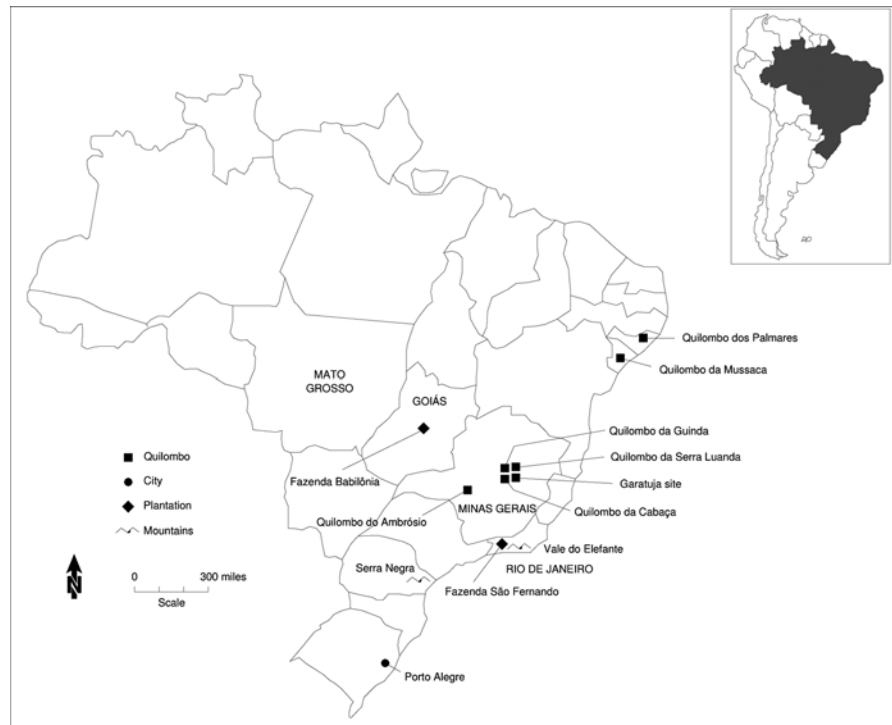 Quilombo dos Palmares
Quilombo da Mussaca
MATO
GROSSO
GOIÁS
Quilombo da Guinda
Quilombo da Serra Luanda
Garatuja site
Quilombo da Cabaça
Fazenda Babilônia
Quilombo do Ambrósio
MINAS GERAIS
Vale do Elefante
RIO DE JANEIRO
Serra Negra
Fazenda São Fernando
Porto Alegre
Quilombo
City
Plantation
Mountains
N
0 300 miles
Scale